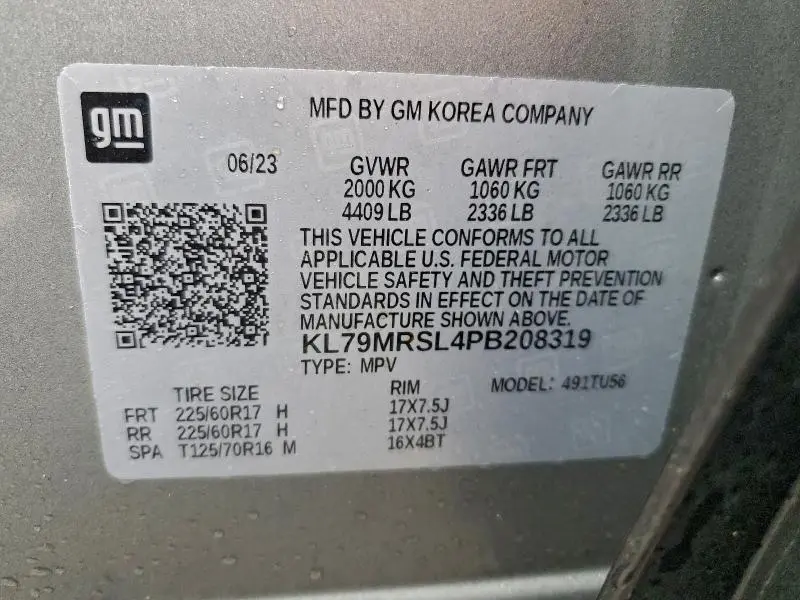 gm
MFD BY GM KOREA COMPANY
06/23 GVWR GAWR FRT GAWR RR
2000 KG 1060 KG 1060 KG
4409 LB 2336 LB 2336 LB
THIS VEHICLE CONFORMS TO ALL
APPLICABLE U.S. FEDERAL MOTOR
VEHICLE SAFETY AND THEFT PREVENTION
STANDARDS IN EFFECT ON THE DATE OF
MANUFACTURE SHOWN ABOVE.
KL79MRSL4PB208319
TYPE: MPV MODEL: 491TU56
TIRE SIZE RIM
FRT 225/60R17 H 17X7.5J
RR 225/60R17 H 17X7.5J
SPA T125/70R16 M 16X4BT